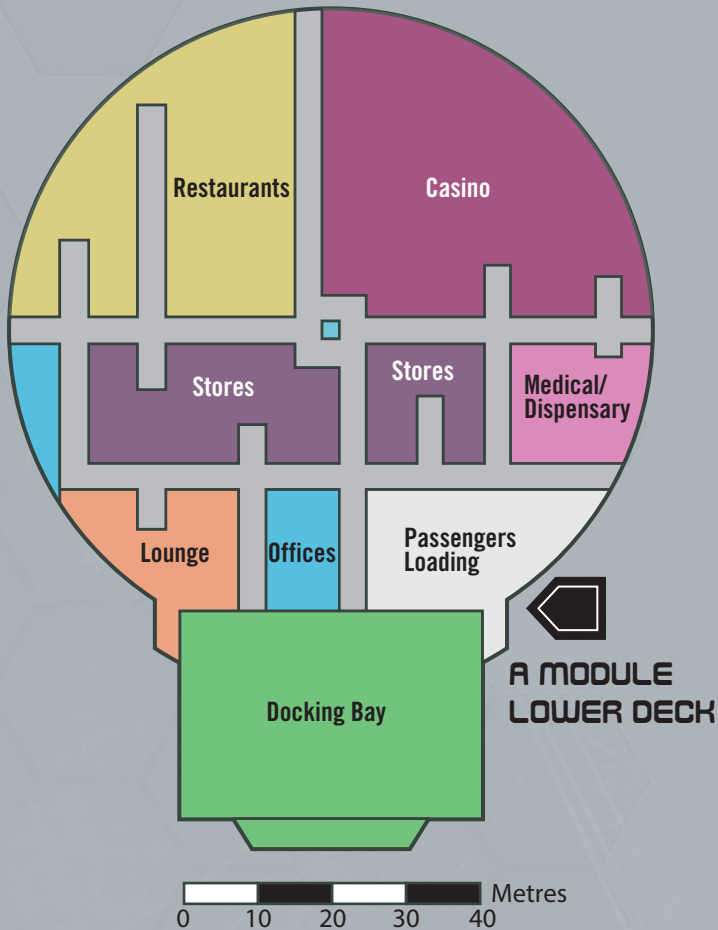 Restaurants
Casino
Stores
Stores
Medical/
Dispensary
Lounge
Offices
Passengers
Loading
A MODULE
LOWER DECK
Docking Bay
Metres
0 10 20 30 40